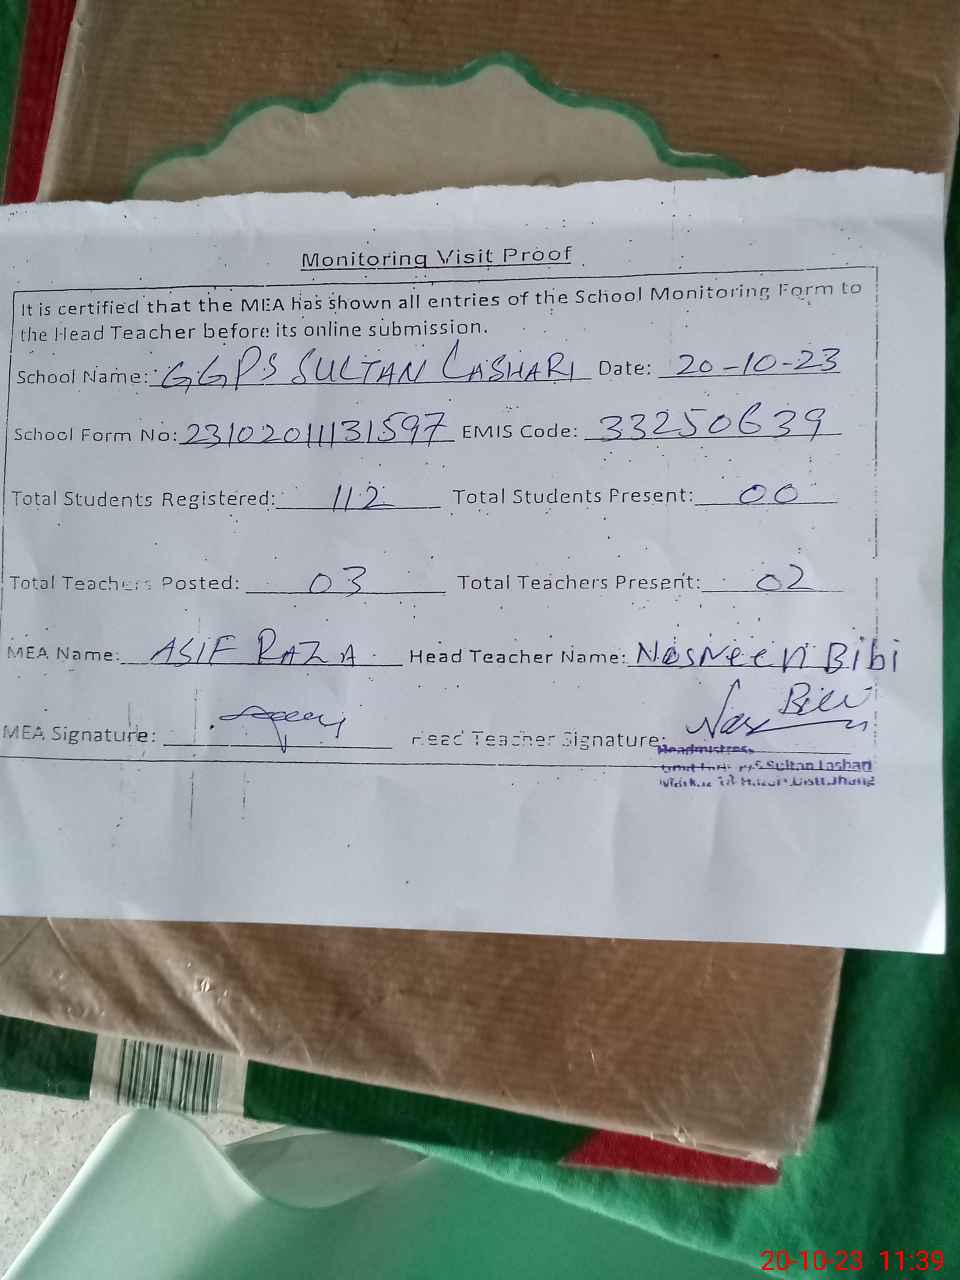 Monitoring Visit Proof
It is certified that the MEA has shown all entries of the School Monitoring Form to
the Head Teacher before its online submission.
School Name: GGPS SULTAN LASHARI Date: 20-10-23
School Form No: 23102011131597 EMIS Code: 33250639
Total Students Registered: 112 Total Students Present: 00
Total Teachers Posted: 03 Total Teachers Present: 02
MEA Name: ASIF RAZA Head Teacher Name: Nasreen Bibi
MEA Signature: Head Teacher Signature: Bibi
Headmistress
Sultan Lashari
Distt. Jhang
20-10-23 11:39